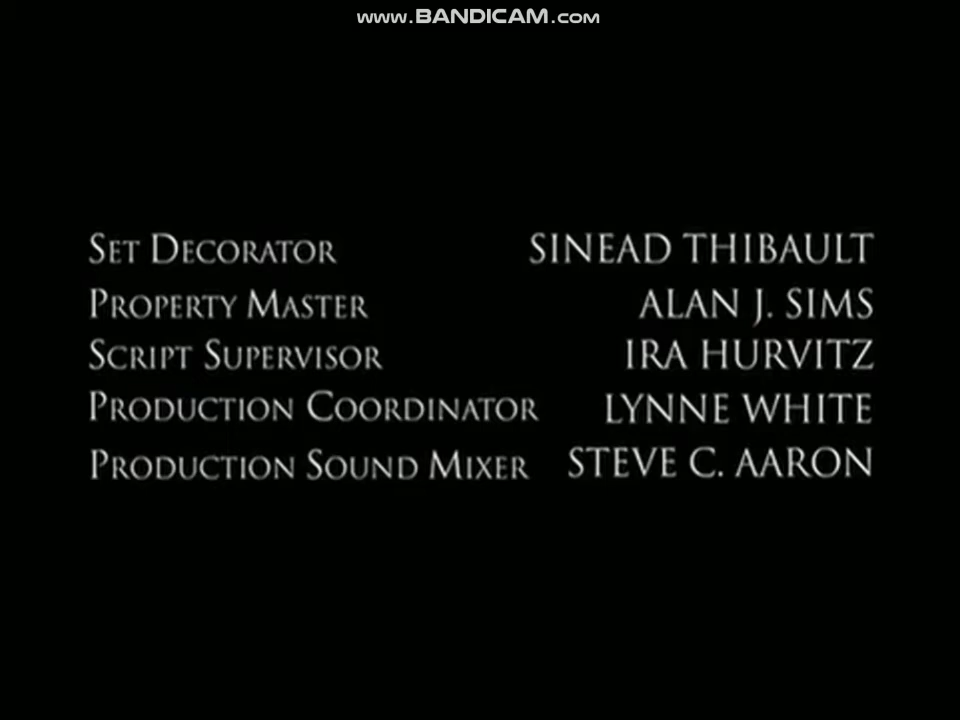 www.BANDICAM.com
SET DECORATOR SINEAD THIBAULT
PROPERTY MASTER ALAN J. SIMS
SCRIPT SUPERVISOR IRA HURVITZ
PRODUCTION COORDINATOR LYNNE WHITE
PRODUCTION SOUND MIXER STEVE C. AARON